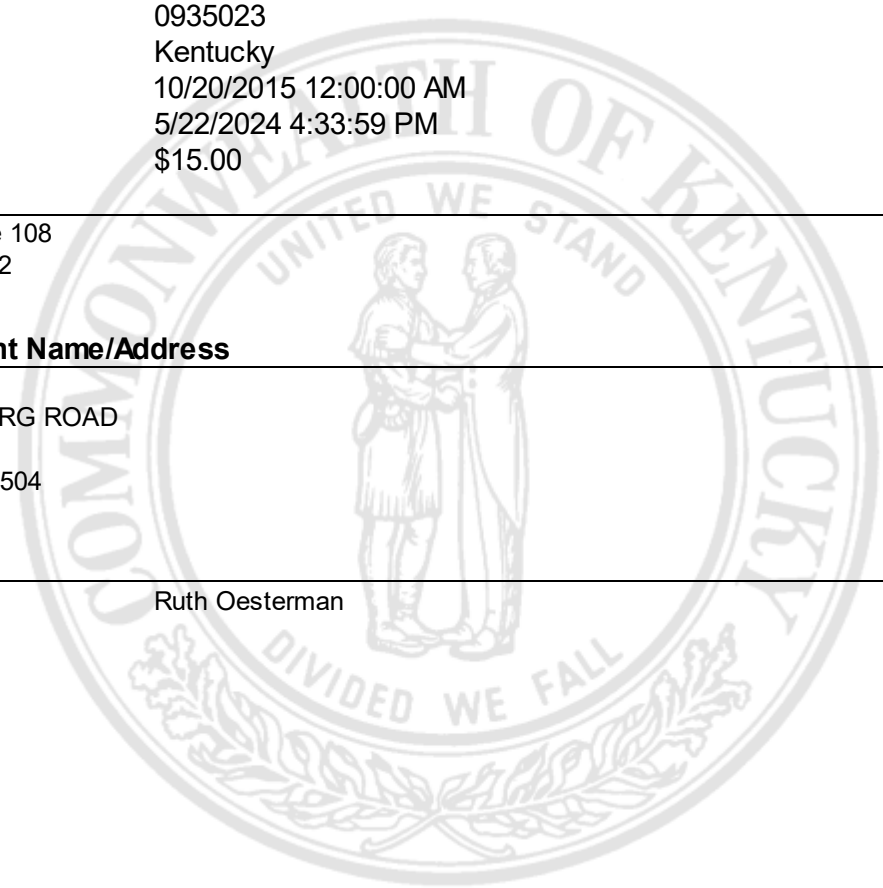 0935023
Kentucky
10/20/2015 12:00:00 AM
5/22/2024 4:33:59 PM
$15.00
108
2
nt Name/Address
RG ROAD
504
Ruth Oesterman
COMMONWEALTH OF KENTUCKY
UNITED WE STAND
DIVIDED WE FALL